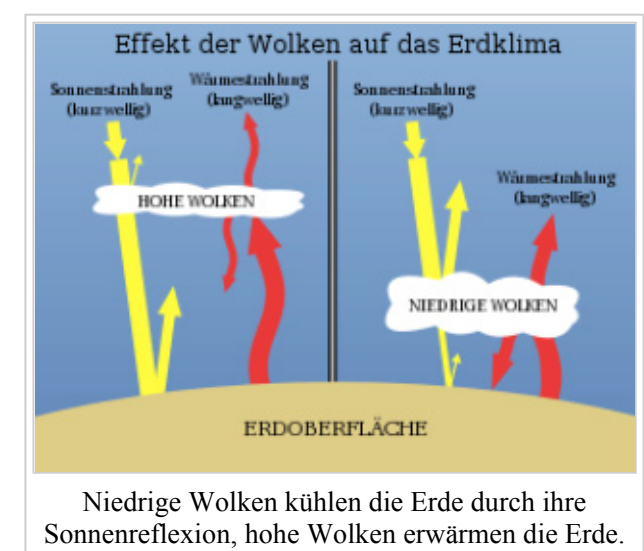 Effekt der Wolken auf das Erdklima
Sonnenstrahlung
(kurzwellig)
Wärmestrahlung
(langwellig)
HOHE WOLKEN
Sonnenstrahlung
(kurzwellig)
Wärmestrahlung
(langwellig)
NIEDRIGE WOLKEN
ERDOBERFLÄCHE
Niedrige Wolken kühlen die Erde durch ihre
Sonnenreflexion, hohe Wolken erwärmen die Erde.